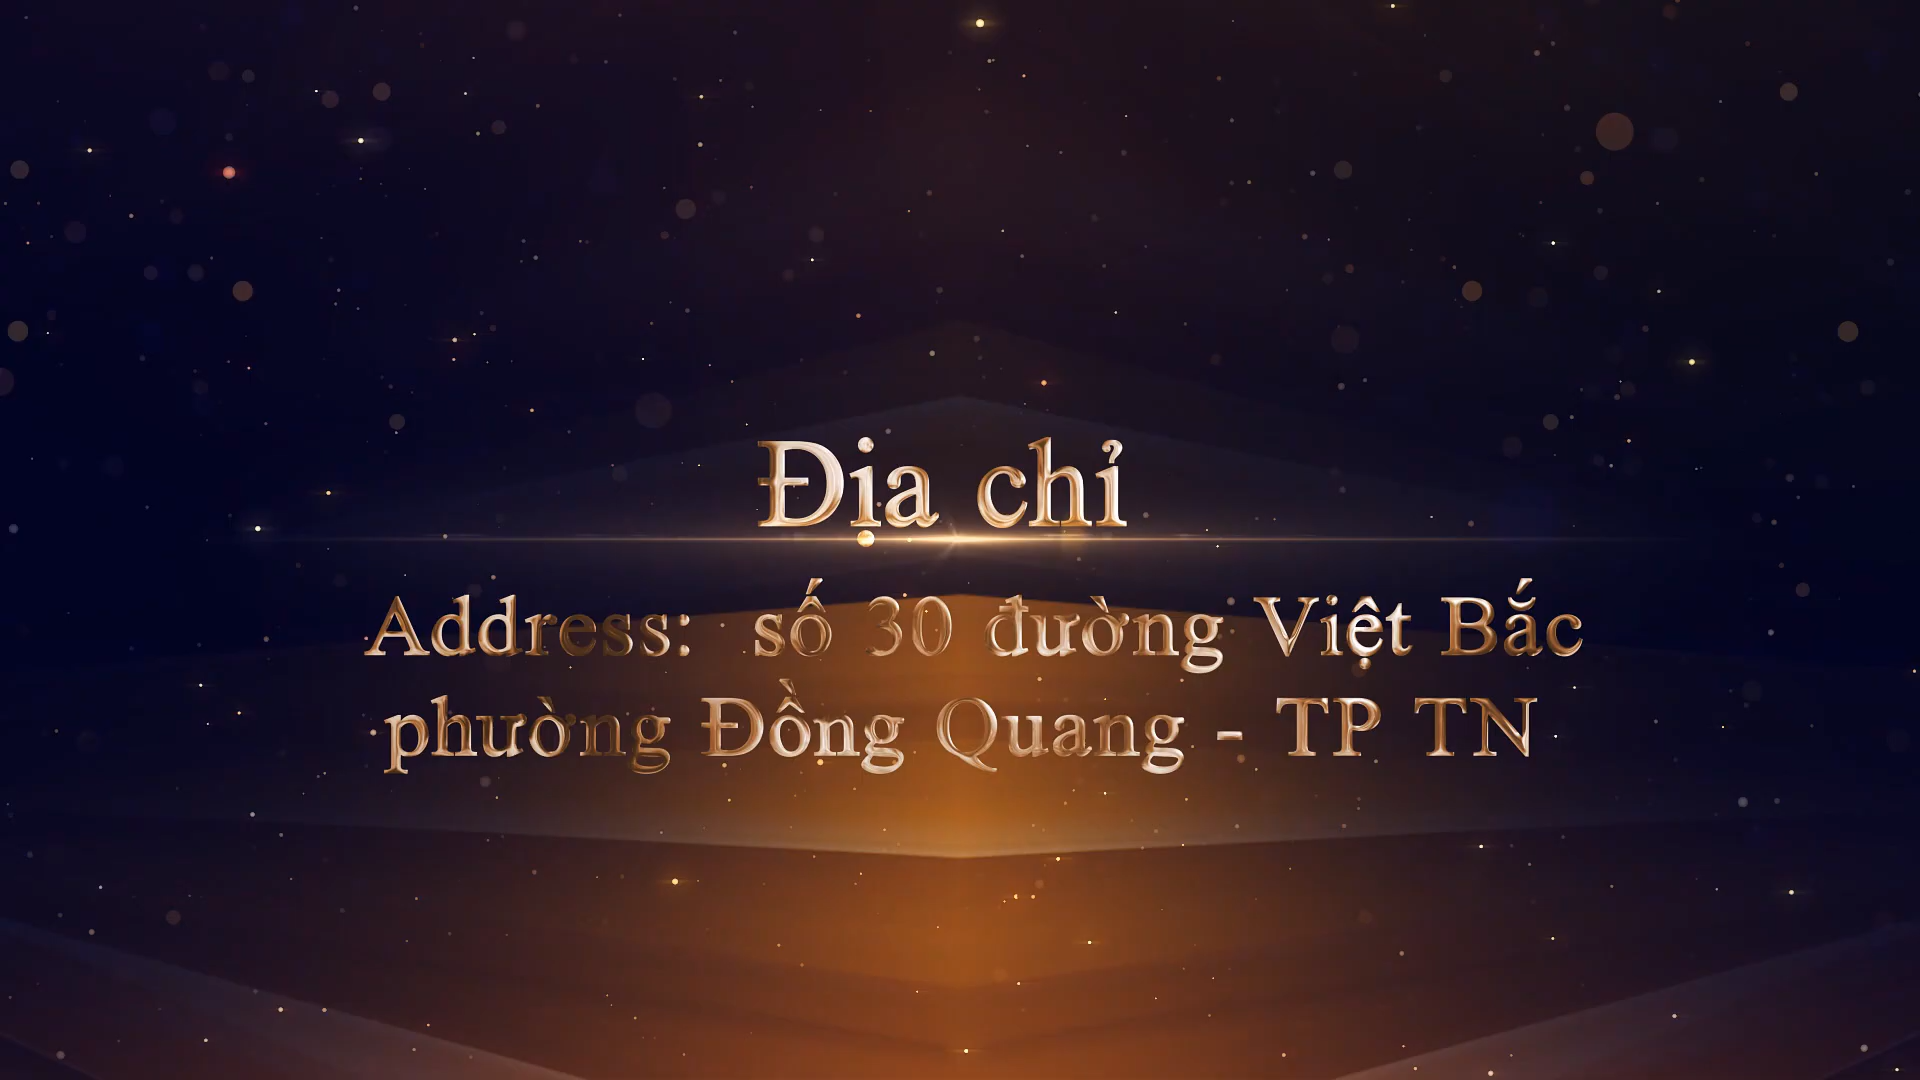 Địa chỉ
Address:  số 30 đường Việt Bắc
phường Đồng Quang - TP TN